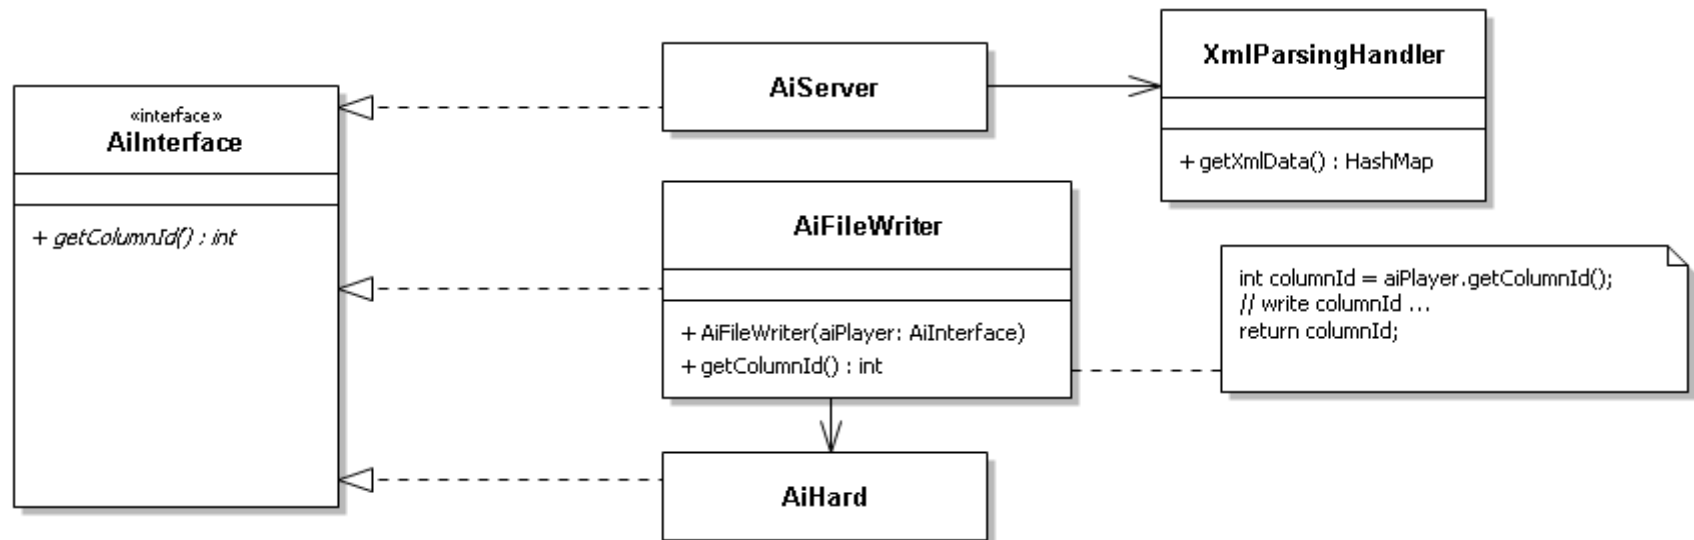 «interface»
AiInterface
+ getColumnId() : int
AiServer
XmlParsingHandler
+ getXmlData() : HashMap
AiFileWriter
+ AiFileWriter(aiPlayer: AiInterface)
+ getColumnId() : int
int columnId = aiPlayer.getColumnId();
// write columnId ...
return columnId;
AiHard